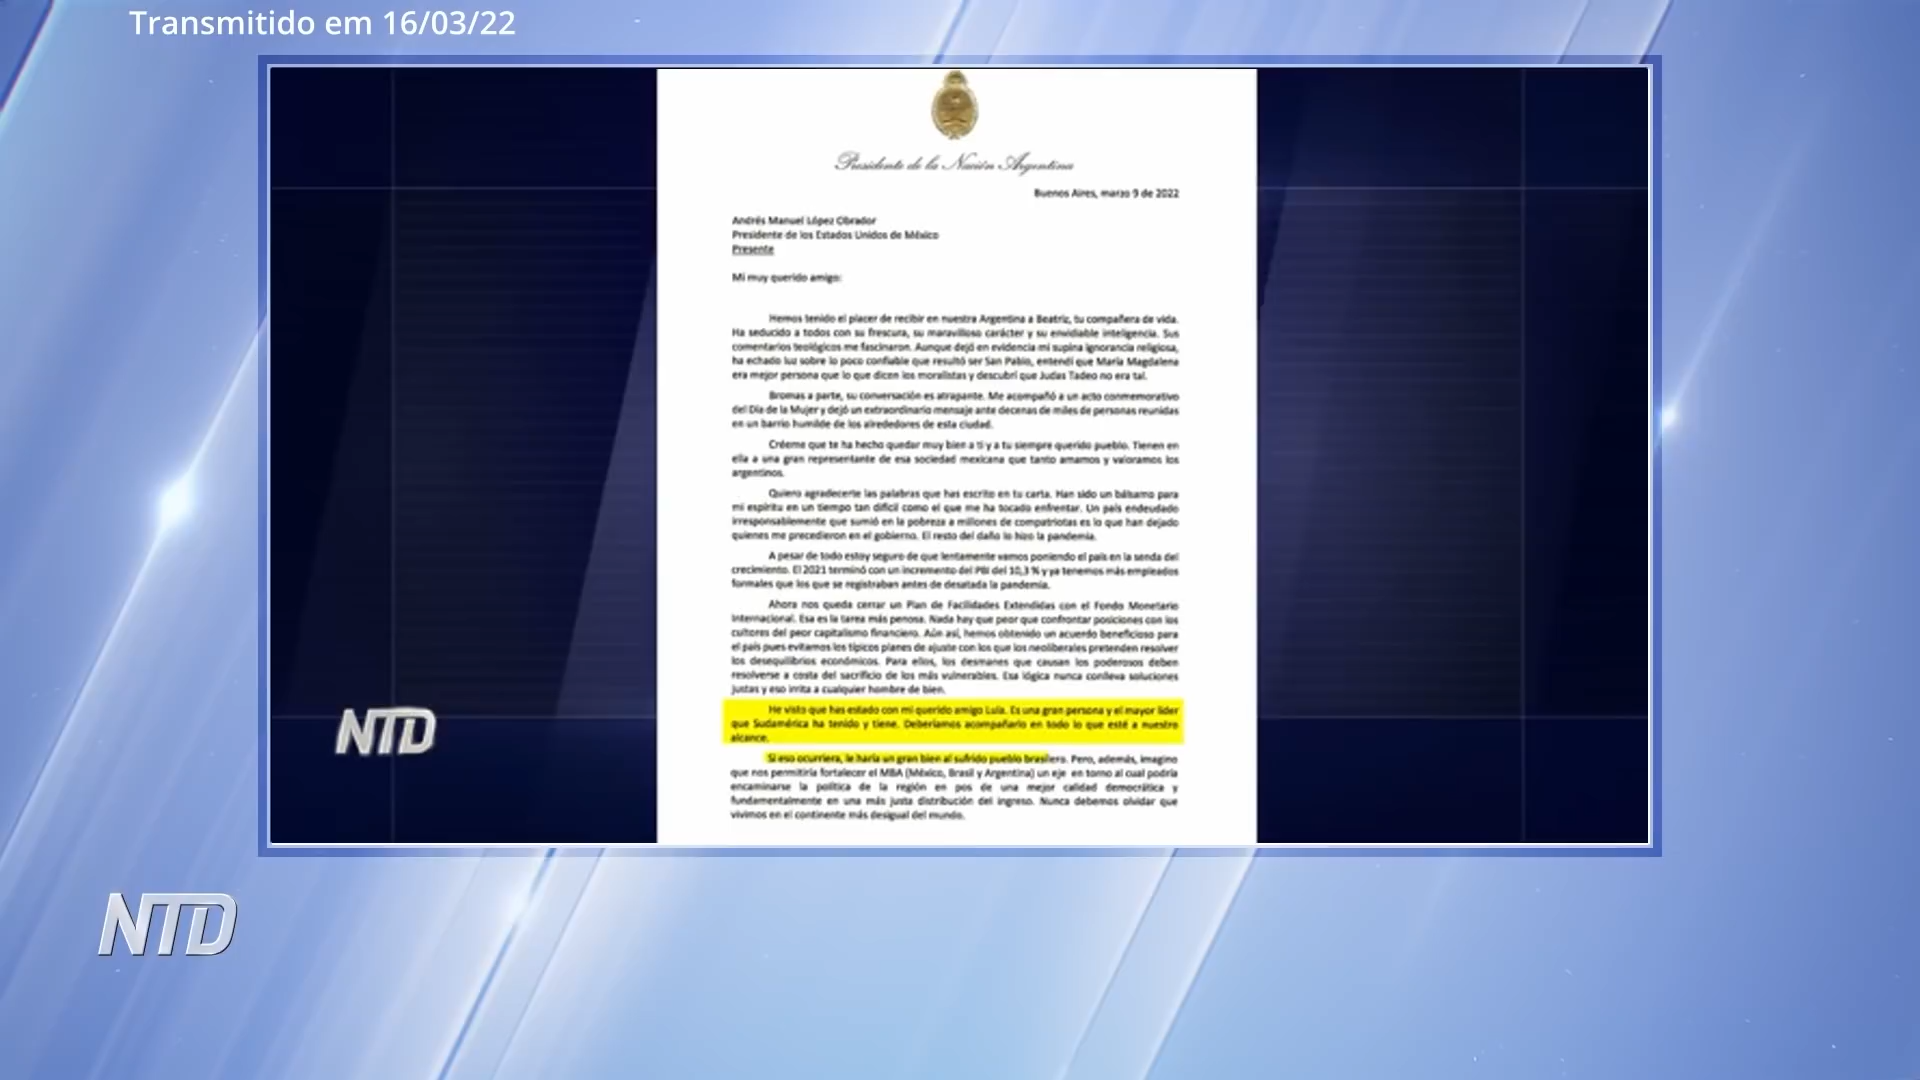 Transmitido em 16/03/22
Presidente de la Nación Argentina
Buenos Aires, marzo 9 de 2022
Andrés Manuel López Obrador
Presidente de los Estados Unidos de México
Presente
Mi muy querido amigo:
Hemos tenido el placer de recibir en nuestra Argentina a Beatriz, tu compañera de vida.
Ha seducido a todos con su frescura, su maravilloso carácter y su envidiable inteligencia. Sus
comentarios teológicos me fascinaron. Aunque dejó en evidencia mi supina ignorancia religiosa,
ha echado luz sobre lo poco confiable que resultó ser San Pablo, entendí que María Magdalena
era mejor persona que lo que dicen los moralistas y descubrí que Judas Tadeo no era tal.
Bromas a parte, su conversación es atrapante. Me acompañó a un acto conmemorativo
del Día de la Mujer y dejó un extraordinario mensaje ante decenas de miles de personas reunidas
en un barrio humilde de los alrededores de esta ciudad.
Créeme que te ha hecho quedar muy bien a ti y a tu siempre querido pueblo. Tienen en
ella a una gran representante de esa sociedad mexicana que tanto amamos y valoramos los
argentinos.
Quiero agradecerte las palabras que has escrito en tu carta. Han sido un bálsamo para
mi espíritu en un tiempo tan difícil como el que me ha tocado enfrentar. Un país endeudado
irresponsablemente que sumió en la pobreza a millones de compatriotas es lo que han dejado
quienes me precedieron en el gobierno. El resto del daño lo hizo la pandemia.
A pesar de todo estoy seguro de que lentamente vamos poniendo el país en la senda del
crecimiento. El 2021 terminó con un incremento del PBI del 10,3 % y ya tenemos más empleados
formales que los que se registraban antes de desatada la pandemia.
Ahora nos queda cerrar un Plan de Facilidades Extendidas con el Fondo Monetario
Internacional. Esa es la tarea más penosa. Nada hay que peor que confrontar posiciones con los
cultores del peor capitalismo financiero. Aún así, hemos obtenido un acuerdo beneficioso para
el país pues evitamos los típicos planes de ajuste con los que los neoliberales pretenden resolver
los desequilibrios económicos. Para ellos, los desmanes que causan los poderosos deben
resolverse a costa del sacrificio de los más vulnerables. Esa lógica nunca conlleva soluciones
justas y eso irrita a cualquier hombre de bien.
He visto que has estado con mi querido amigo Lula. Es una gran persona y el mayor líder
que Sudamérica ha tenido y tiene. Deberíamos acompañarlo en todo lo que esté a nuestro
alcance.
Si eso ocurriera, le haría un gran bien al sufrido pueblo brasilero. Pero, además, imagino
que nos permitiría fortalecer el MBA (México, Brasil y Argentina) un eje en torno al cual podría
encaminarse la política de la región en pos de una mejor calidad democrática y
fundamentalmente en una más justa distribución del ingreso. Nunca debemos olvidar que
vivimos en el continente más desigual del mundo.
NTD
NTD